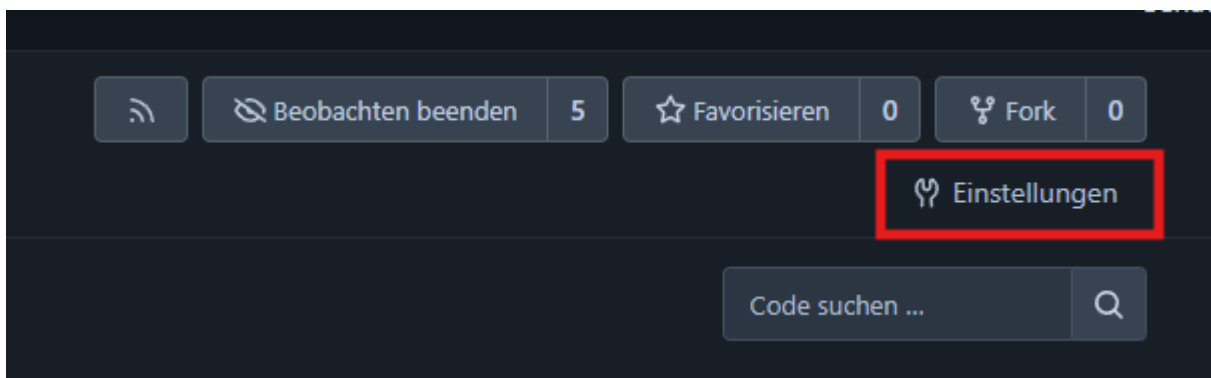 Beobachten beenden 5 Favorisieren 0 Fork 0
Einstellungen
Code suchen ...